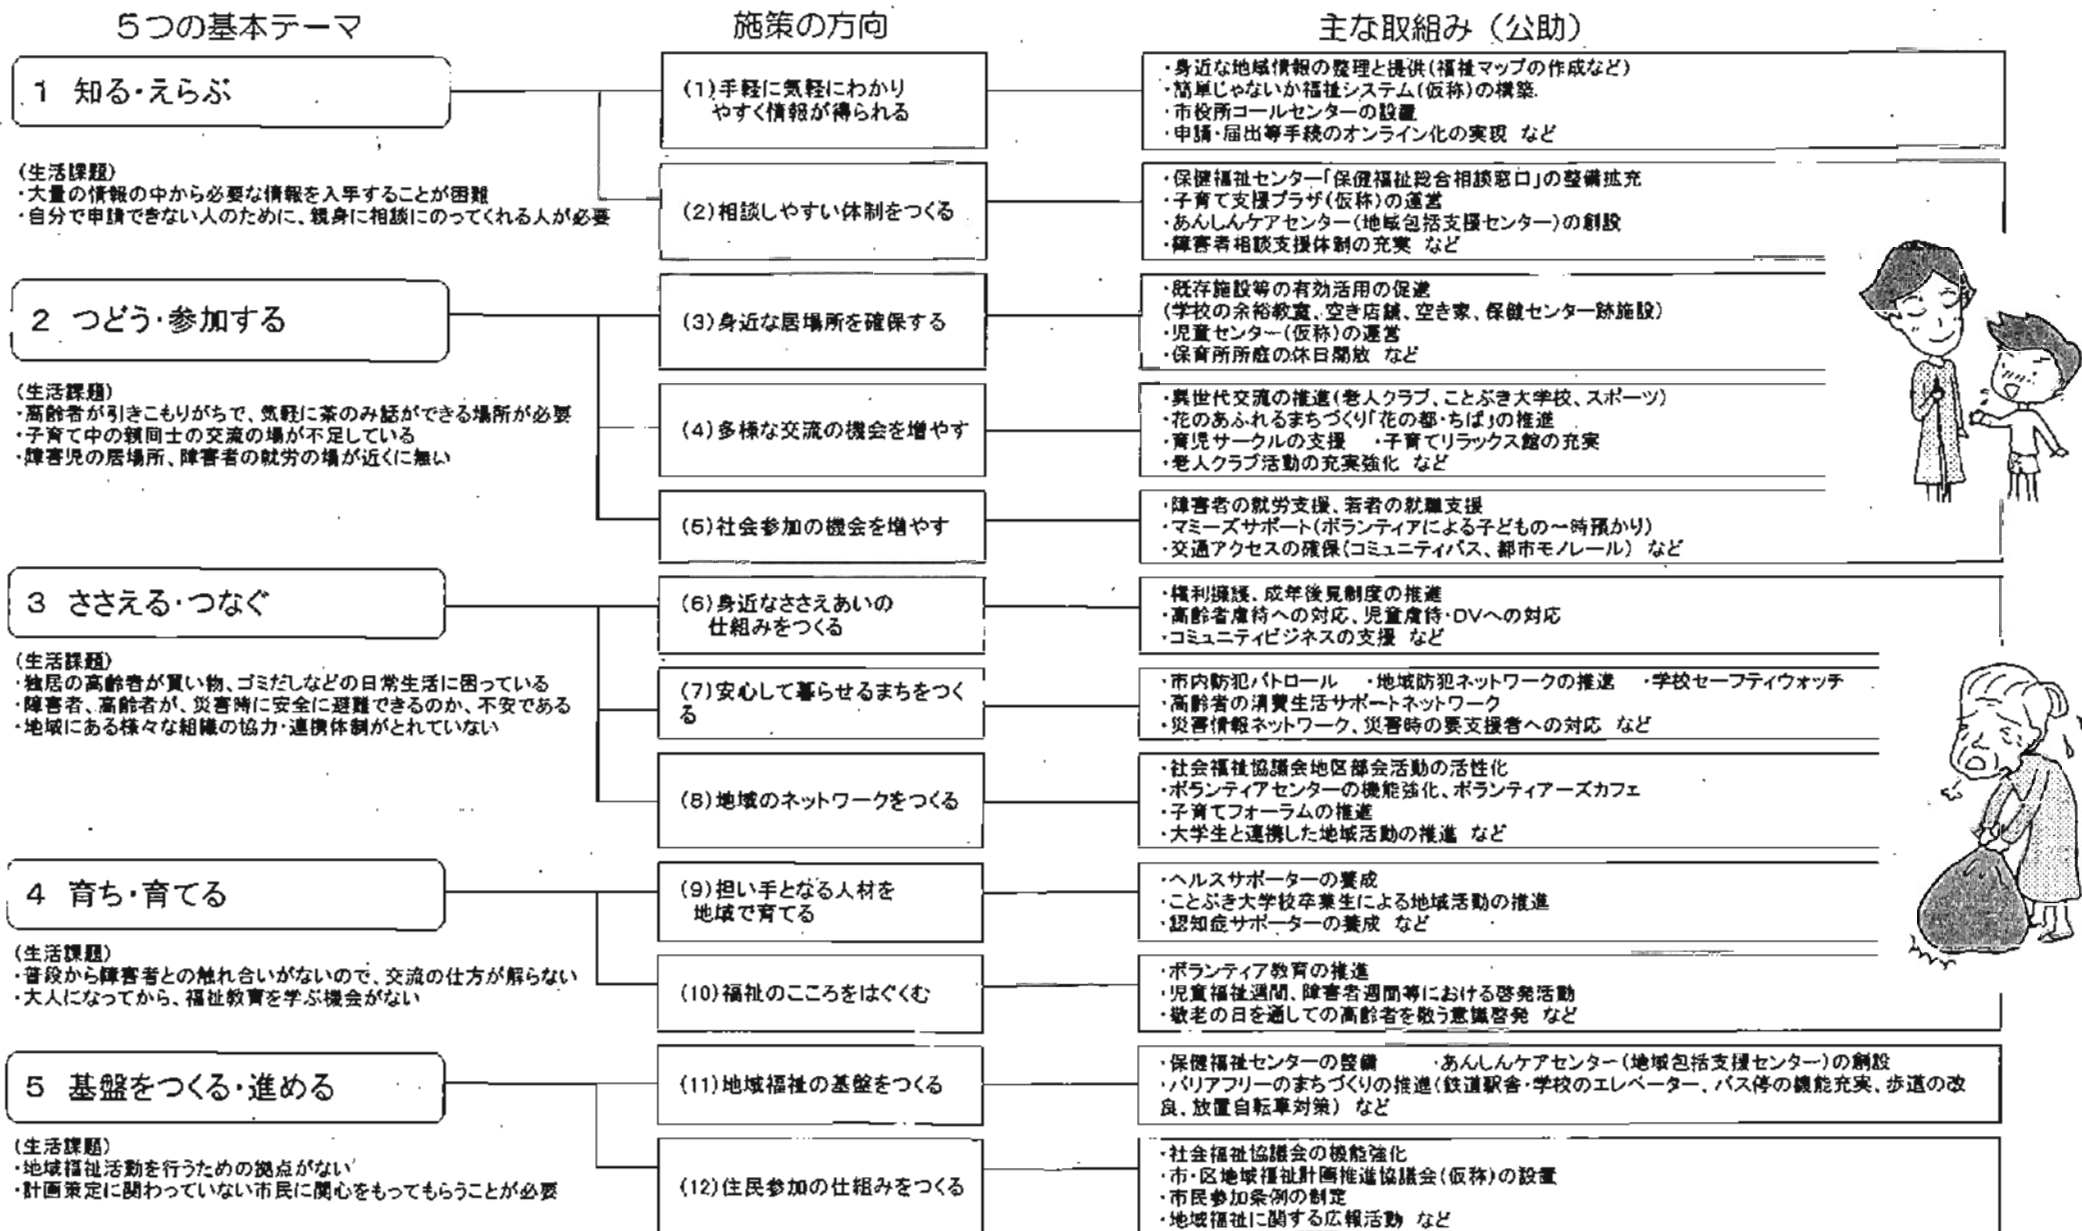 5つの基本テーマ
施策の方向
主な取組み（公助）
1 知る・えらぶ
（生活課題）
・大量の情報の中から必要な情報を入手することが困難
・自分で申請できない人のために、親身に相談にのってくれる人が必要
(1)手軽に気軽にわかり
やすく情報が得られる
・身近な地域情報の整理と提供（福祉マップの作成など）
・簡単じゃないか福祉システム（仮称）の構築
・市役所コールセンターの設置
・申請・届出等手続のオンライン化の実現 など
(2)相談しやすい体制をつくる
・保健福祉センター「保健福祉総合相談窓口」の整備拡充
・子育て支援プラザ（仮称）の運営
・あんしんケアセンター（地域包括支援センター）の創設
・障害者相談支援体制の充実 など
2 つどう・参加する
（生活課題）
・高齢者が引きこもりがちで、気軽に茶のみ話ができる場所が必要
・子育て中の親同士の交流の場が不足している
・障害児の居場所、障害者の就労の場が近くに無い
(3)身近な居場所を確保する
・既存施設等の有効活用の促進
（学校の余裕教室、空き店舗、空き家、保健センター跡施設）
・児童センター（仮称）の運営
・保育所所庭の休日開放 など
(4)多様な交流の機会を増やす
・異世代交流の推進（老人クラブ、ことぶき大学校、スポーツ）
・花のあふれるまちづくり「花の都・ちば」の推進
・育児サークルの支援 ・子育てリラックス館の充実
・老人クラブ活動の充実強化 など
(5)社会参加の機会を増やす
・障害者の就労支援、若者の就職支援
・マミーズサポート（ボランティアによる子どもの一時預かり）
・交通アクセスの確保（コミュニティバス、都市モノレール） など
3 ささえる・つなぐ
（生活課題）
・独居の高齢者が買い物、ゴミだしなどの日常生活に困っている
・障害者、高齢者が、災害時に安全に避難できるのか、不安である
・地域にある様々な組織の協力・連携体制がとれていない
(6)身近なささえあいの
仕組みをつくる
・権利擁護、成年後見制度の推進
・高齢者虐待への対応、児童虐待・DVへの対応
・コミュニティビジネスの支援 など
(7)安心して暮らせるまちをつく
る
・市内防犯パトロール ・地域防犯ネットワークの推進 ・学校セーフティウォッチ
・高齢者の消費生活サポートネットワーク
・災害情報ネットワーク、災害時の要支援者への対応 など
(8)地域のネットワークをつくる
・社会福祉協議会地区部会活動の活性化
・ボランティアセンターの機能強化、ボランティアーズカフェ
・子育てフォーラムの推進
・大学生と連携した地域活動の推進 など
4 育ち・育てる
（生活課題）
・普段から障害者との触れ合いがないので、交流の仕方が解らない
・大人になってから、福祉教育を学ぶ機会がない
(9)担い手となる人材を
地域で育てる
・ヘルスサポーターの養成
・ことぶき大学校卒業生による地域活動の推進
・認知症サポーターの養成 など
(10)福祉のこころをはぐくむ
・ボランティア教育の推進
・児童福祉週間、障害者週間等における啓発活動
・敬老の日を通しての高齢者を敬う意識啓発 など
5 基盤をつくる・進める
（生活課題）
・地域福祉活動を行うための拠点がない
・計画策定に関わっていない市民に関心をもってもらうことが必要
(11)地域福祉の基盤をつくる
・保健福祉センターの整備 ・あんしんケアセンター（地域包括支援センター）の創設
・バリアフリーのまちづくりの推進（鉄道駅舎・学校のエレベーター、バス停の機能充実、歩道の改
良、放置自転車対策） など
(12)住民参加の仕組みをつくる
・社会福祉協議会の機能強化
・市・区地域福祉計画推進協議会（仮称）の設置
・市民参加条例の制定
・地域福祉に関する広報活動 など